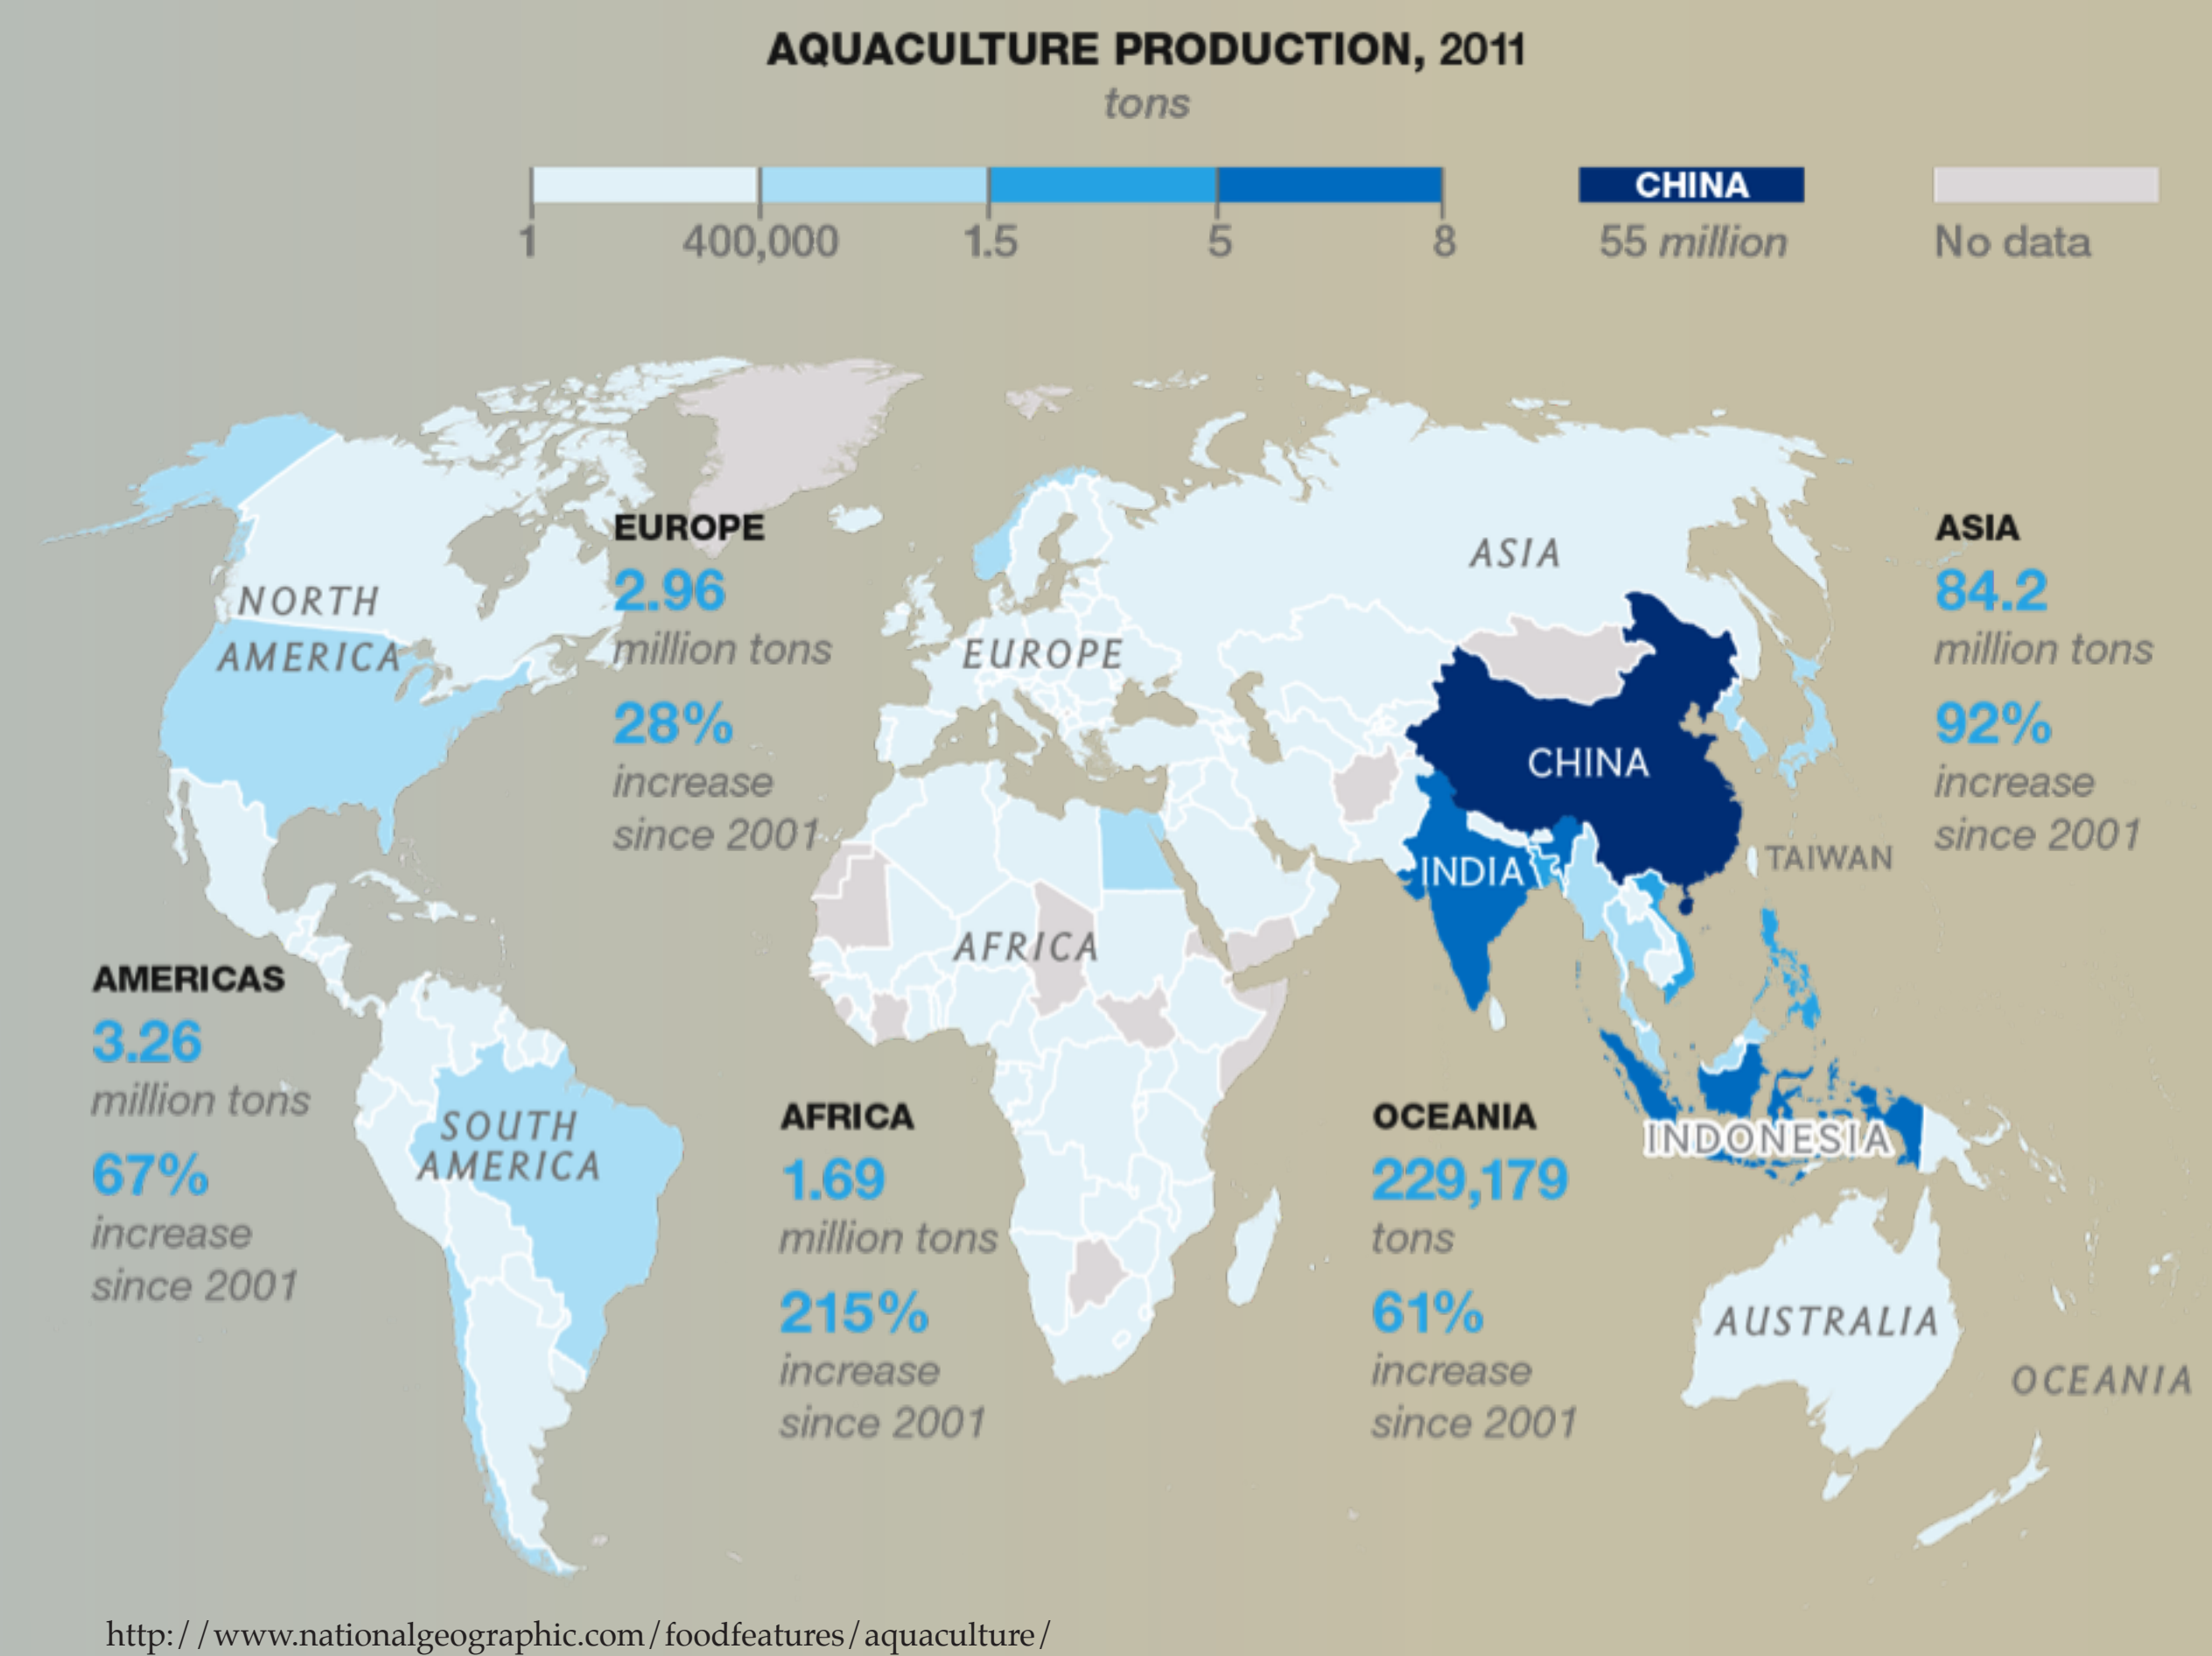 AQUACULTURE PRODUCTION, 2011
tons
1
400,000
1.5
5
8
CHINA
55 million
No data
NORTH
AMERICA
EUROPE
2.96
million tons
28%
increase
since 2001
EUROPE
ASIA
ASIA
84.2
million tons
92%
increase
since 2001
CHINA
TAIWAN
INDIA
AFRICA
AMERICAS
3.26
million tons
67%
increase
since 2001
SOUTH
AMERICA
AFRICA
1.69
million tons
215%
increase
since 2001
OCEANIA
229,179
tons
61%
increase
since 2001
INDONESIA
AUSTRALIA
OCEANIA
http://www.nationalgeographic.com/foodfeatures/aquaculture/